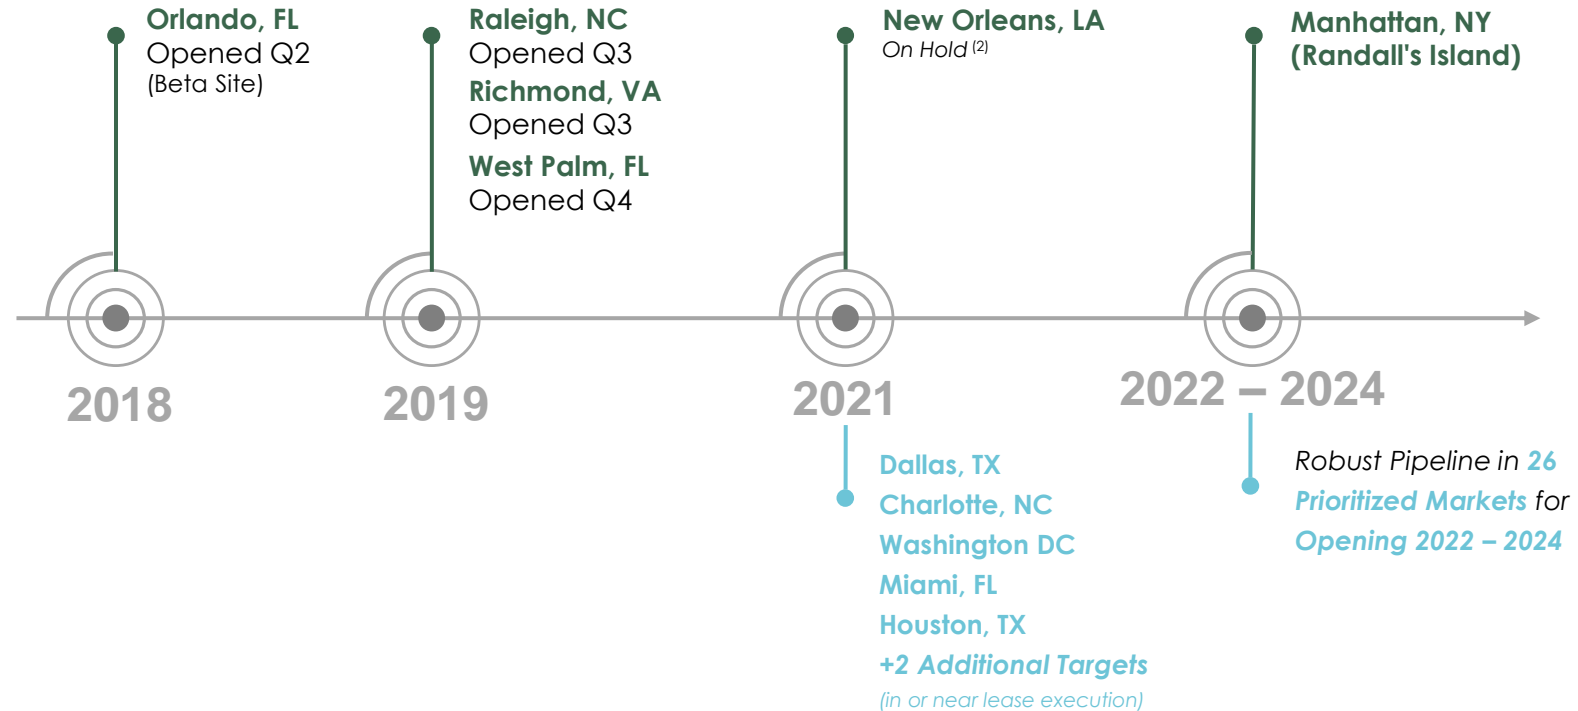 Orlando, FL
Opened Q2
(Beta Site)
Raleigh, NC
Opened Q3
Richmond, VA
Opened Q3
West Palm, FL
Opened Q4
New Orleans, LA
On Hold (2)
Manhattan, NY
(Randall's Island)
2018
2019
2021
2022 – 2024
Dallas, TX
Charlotte, NC
Washington DC
Miami, FL
Houston, TX
+2 Additional Targets
(in or near lease execution)
Robust Pipeline in 26
Prioritized Markets for
Opening 2022 – 2024